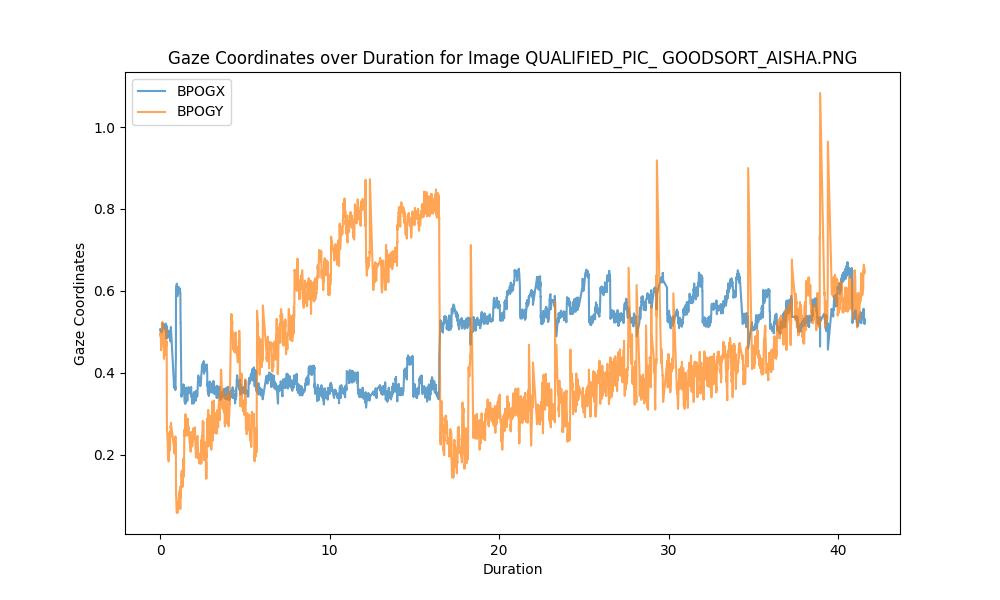 Gaze Coordinates over Duration for Image QUALIFIED_PIC_ GOODSORT_AISHA.PNG
BPOGX
BPOGY
1.0
0.8
0.6
0.4
0.2
Gaze Coordinates
0
10
20
30
40
Duration